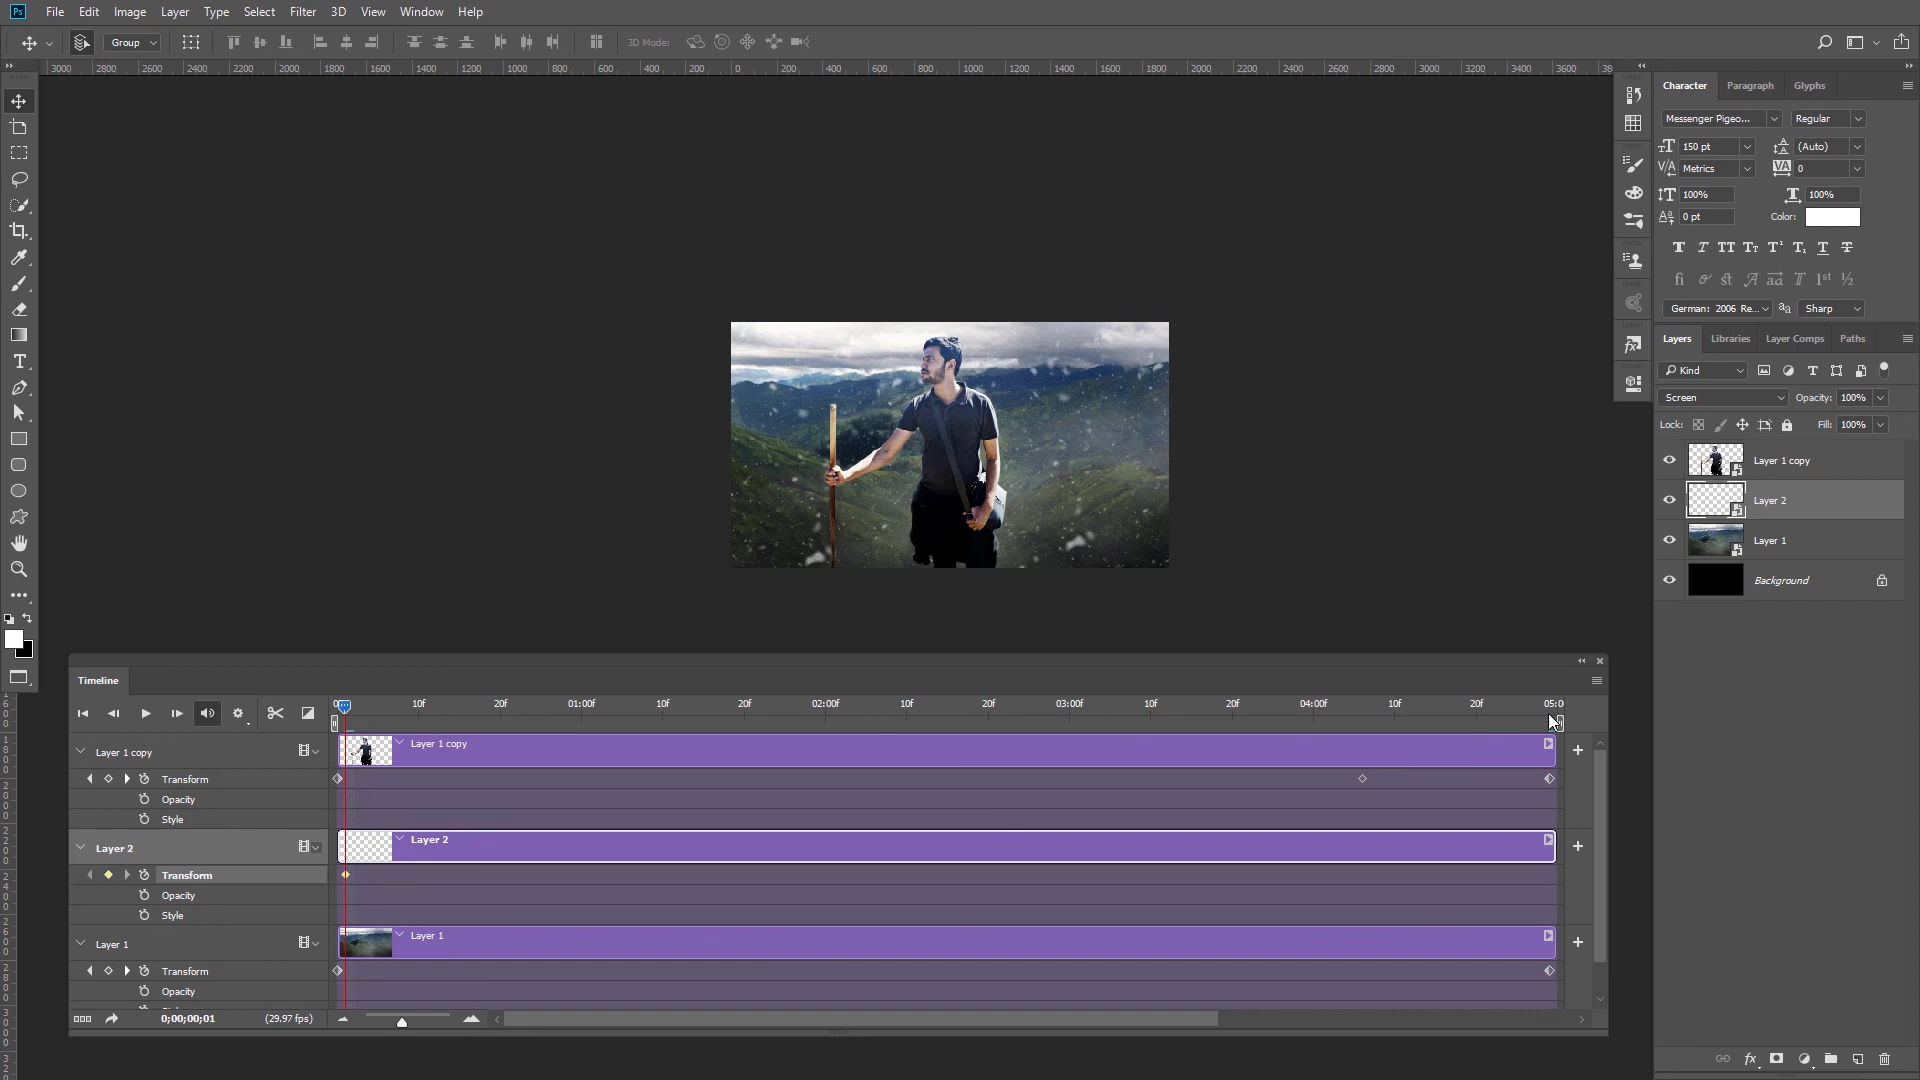 Ps File Edit Image Layer Type Select Filter 3D View Window Help
Group 3D Mode:
3000 2800 2600 2400 2200 2000 1800 1600 1400 1200 1000 800 600 400 200 0 200 400 600 800 1000 1200 1400 1600 1800 2000 2200 2400 2600 2800 3000 3200 3400 3600
Character Paragraph Glyphs
Messenger Pigeo... Regular
150 pt (Auto)
Metrics 0
100% 100%
0 pt Color:
German: 2006 Re... Sharp
Layers Libraries Layer Comps Paths
Kind
Screen Opacity: 100%
Lock: Fill: 100%
Layer 1 copy
Layer 2
Layer 1
Background
Timeline
10f 20f 01:00f 10f 20f 02:00f 10f 20f 03:00f 10f 20f 04:00f 10f 20f 05:0
Layer 1 copy Layer 1 copy
Transform
Opacity
Style
Layer 2 Layer 2
Transform
Opacity
Style
Layer 1 Layer 1
Transform
Opacity
0;00;00;01 (29.97 fps)